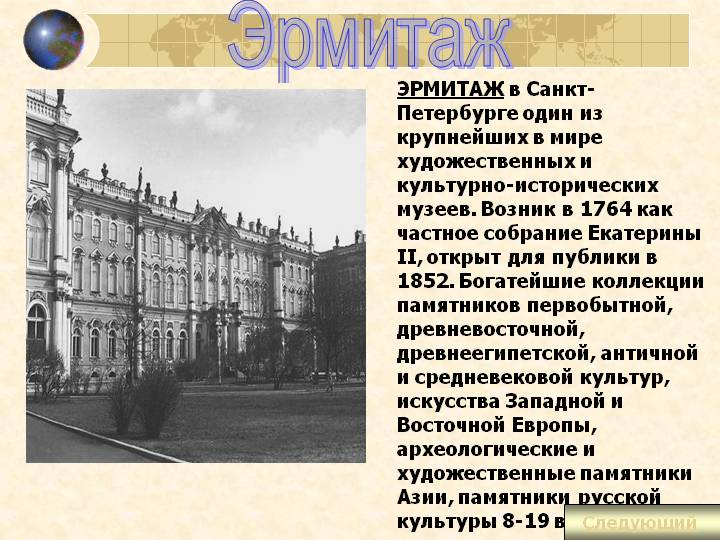 Эрмитаж
ЭРМИТАЖ в Санкт-
Петербурге один из
крупнейших в мире
художественных и
культурно-исторических
музеев. Возник в 1764 как
частное собрание Екатерины
II, открыт для публики в
1852. Богатейшие коллекции
памятников первобытной,
древневосточной,
древнеегипетской, античной
и средневековой культур,
искусства Западной и
Восточной Европы,
археологические и
художественные памятники
Азии, памятники русской
культуры 8-19 в
Следующий